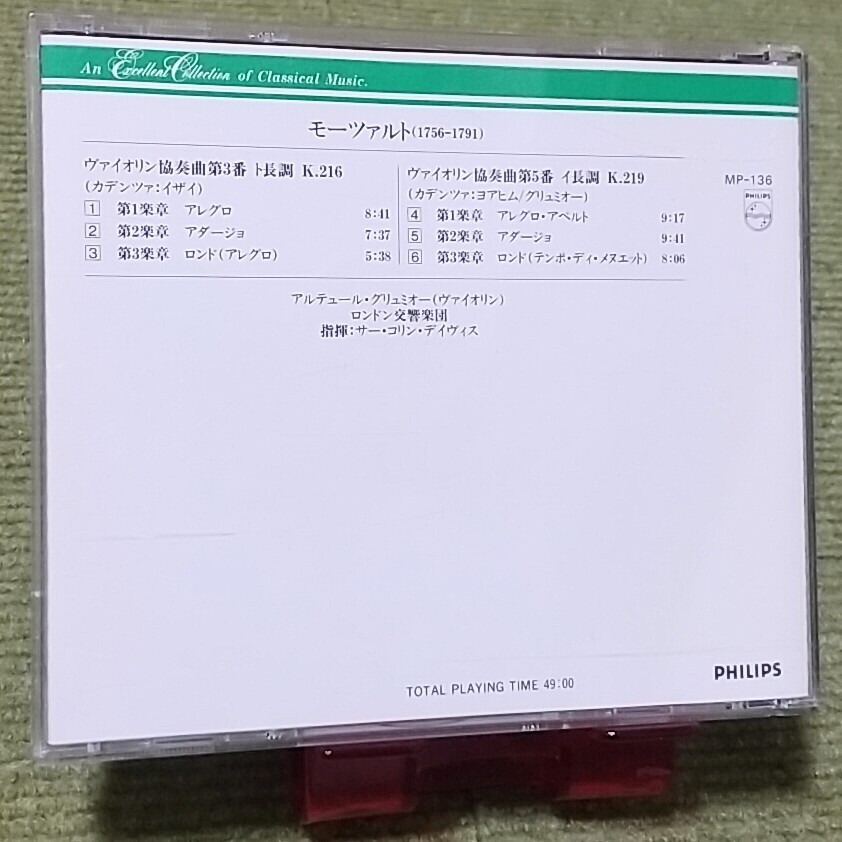 An Excellent Collection of Classical Music.
モーツァルト(1756-1791)
ヴァイオリン協奏曲第3番 ト長調 K.216
(カデンツァ:イザイ)
1 第1楽章 アレグロ 8:41
2 第2楽章 アダージョ 7:37
3 第3楽章 ロンド(アレグロ) 5:38
ヴァイオリン協奏曲第5番 イ長調 K.219
(カデンツァ:ヨアヒム/グリュミオー)
4 第1楽章 アレグロ・アペルト 9:17
5 第2楽章 アダージョ 9:41
6 第3楽章 ロンド(テンポ・ディ・メヌエット) 8:06
MP-136
PHILIPS
アルテュール・グリュミオー(ヴァイオリン)
ロンドン交響楽団
指揮:サー・コリン・デイヴィス
TOTAL PLAYING TIME 49:00
PHILIPS